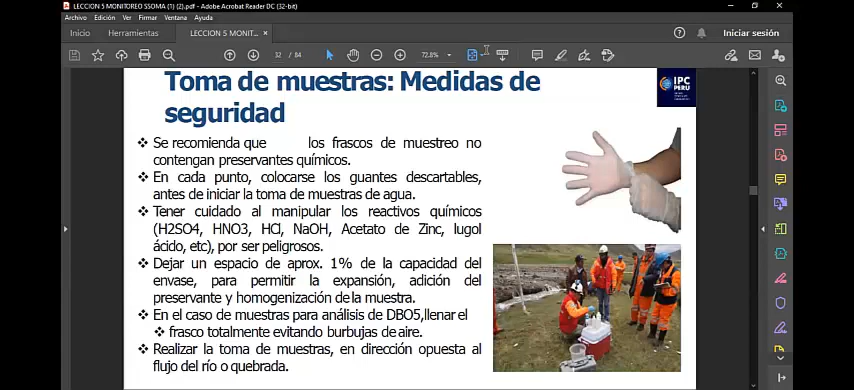 LECCION 5 MONITOREO SSOMA (1) (2).pdf - Adobe Acrobat Reader DC (32-bit)
Archivo Edición Ver Firmar Ventana Ayuda
Inicio Herramientas LECCION 5 MONIT... × Iniciar sesión
32 / 84 72.8%
Toma de muestras: Medidas de
seguridad
IPC
PERU
❖ Se recomienda que los frascos de muestreo no
contengan preservantes químicos.
❖ En cada punto, colocarse los guantes descartables,
antes de iniciar la toma de muestras de agua.
❖ Tener cuidado al manipular los reactivos químicos
(H2SO4, HNO3, HCl, NaOH, Acetato de Zinc, lugol
ácido, etc), por ser peligrosos.
❖ Dejar un espacio de aprox. 1% de la capacidad del
envase, para permitir la expansión, adición del
preservante y homogenización de la muestra.
❖ En el caso de muestras para análisis de DBO5,llenar el
❖ frasco totalmente evitando burbujas de aire.
❖ Realizar la toma de muestras, en dirección opuesta al
flujo del río o quebrada.